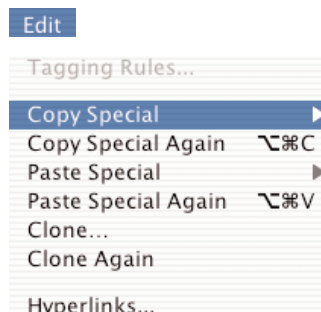 Edit
Tagging Rules...
Copy Special
Copy Special Again ⌥⌘C
Paste Special
Paste Special Again ⌥⌘V
Clone...
Clone Again
Hyperlinks...